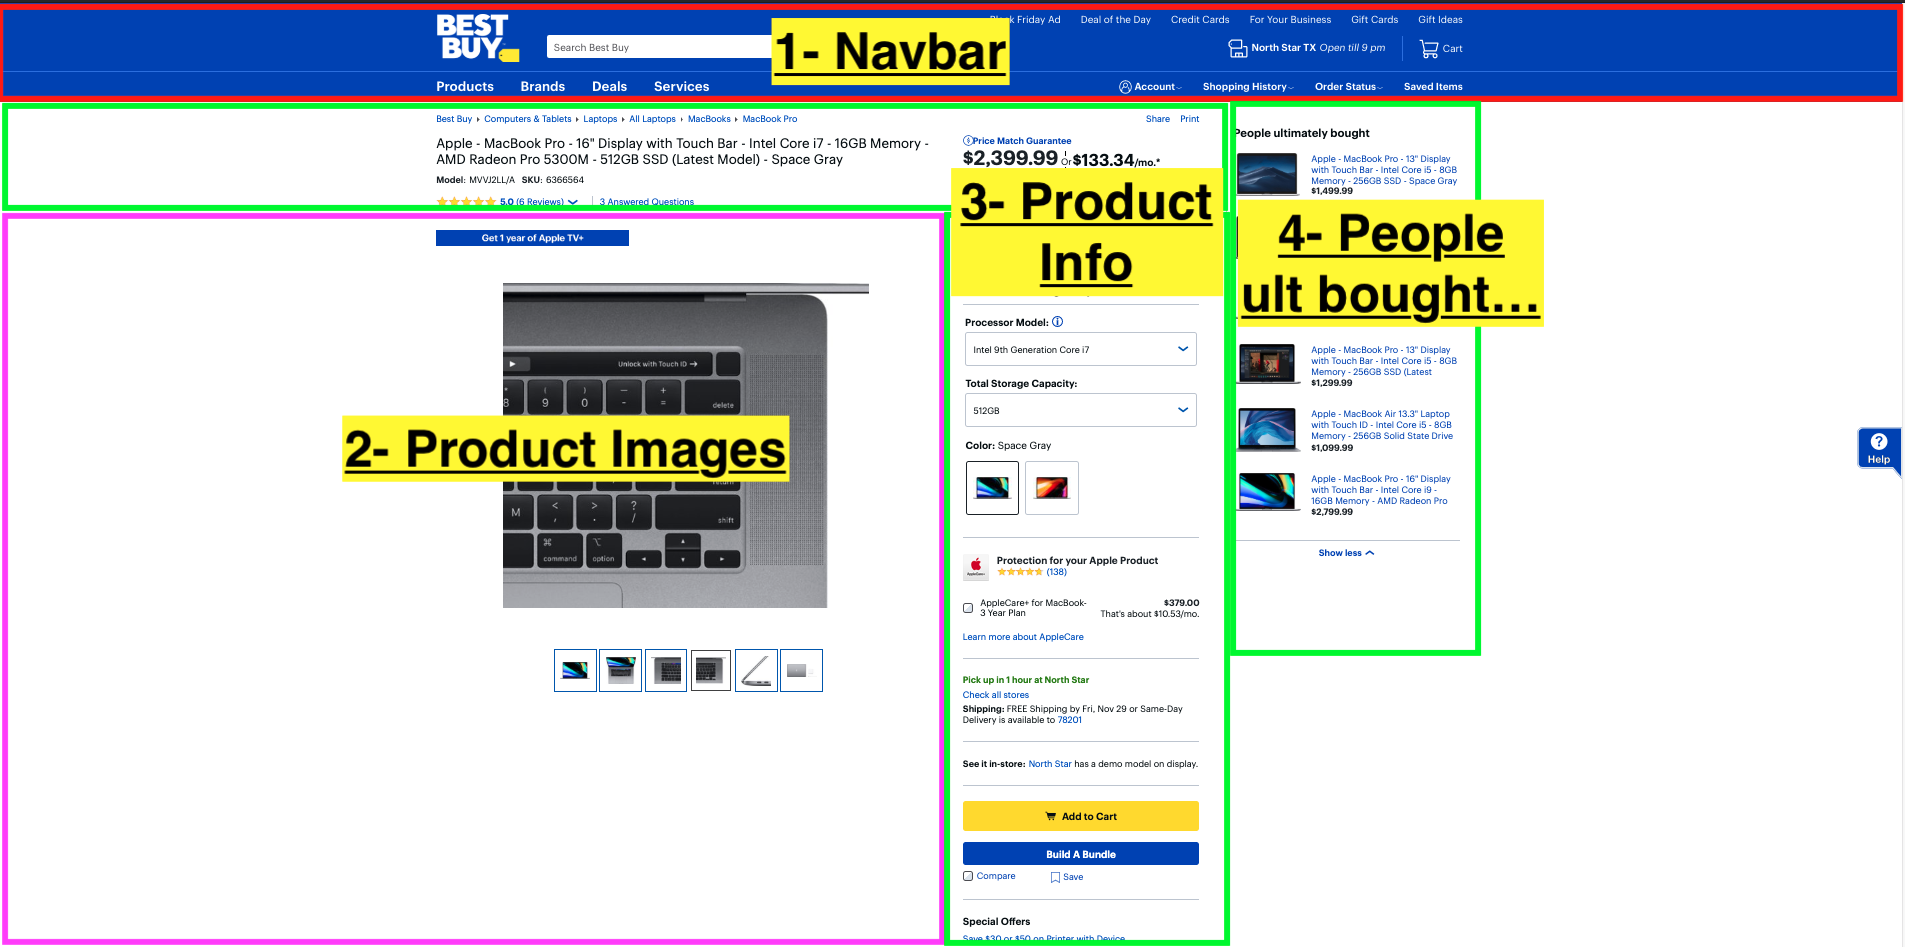 BEST
BUY
Search Best Buy
1- Navbar
Friday Ad
Deal of the Day
Credit Cards
For Your Business
Gift Cards
Gift Ideas
North Star TX Open till 9 pm
Cart
Products
Brands
Deals
Services
Account
Shopping History
Order Status
Saved Items
Best Buy
Computers & Tablets
Laptops
All Laptops
MacBooks
MacBook Pro
Share
Print
Apple - MacBook Pro - 16" Display with Touch Bar - Intel Core i7 - 16GB Memory -
AMD Radeon Pro 5300M - 512GB SSD (Latest Model) - Space Gray
Model: MVVJ2LL/A SKU: 6366564
5.0 (6 Reviews)
3 Answered Questions
Price Match Guarantee
$2,399.99
Or
$133.34/mo.*
3- Product
Info
Get 1 year of Apple TV+
Unlock with Touch ID →
*
8
(
9
)
0
–
-
+
=
delete
2- Product Images
return
M
<
,
>
.
?
/
shift
⌘
command
⌥
option
Processor Model:
Intel 9th Generation Core i7
Total Storage Capacity:
512GB
Color: Space Gray
Protection for your Apple Product
(138)
AppleCare+
AppleCare+ for MacBook-
3 Year Plan
$379.00
That's about $10.53/mo.
Learn more about AppleCare
Pick up in 1 hour at North Star
Check all stores
Shipping: FREE Shipping by Fri, Nov 29 or Same-Day
Delivery is available to 78201
See it in-store: North Star has a demo model on display.
Add to Cart
Build A Bundle
Compare
Save
Special Offers
Save $30 or $50 on Printer with Device
People ultimately bought
Apple - MacBook Pro - 13" Display
with Touch Bar - Intel Core i5 - 8GB
Memory - 256GB SSD - Space Gray
$1,499.99
4- People
ult bought...
Apple - MacBook Pro - 13" Display
with Touch Bar - Intel Core i5 - 8GB
Memory - 256GB SSD (Latest
$1,299.99
Apple - MacBook Air 13.3" Laptop
with Touch ID - Intel Core i5 - 8GB
Memory - 256GB Solid State Drive
$1,099.99
Apple - MacBook Pro - 16" Display
with Touch Bar - Intel Core i9 -
16GB Memory - AMD Radeon Pro
$2,799.99
Show less
?
Help